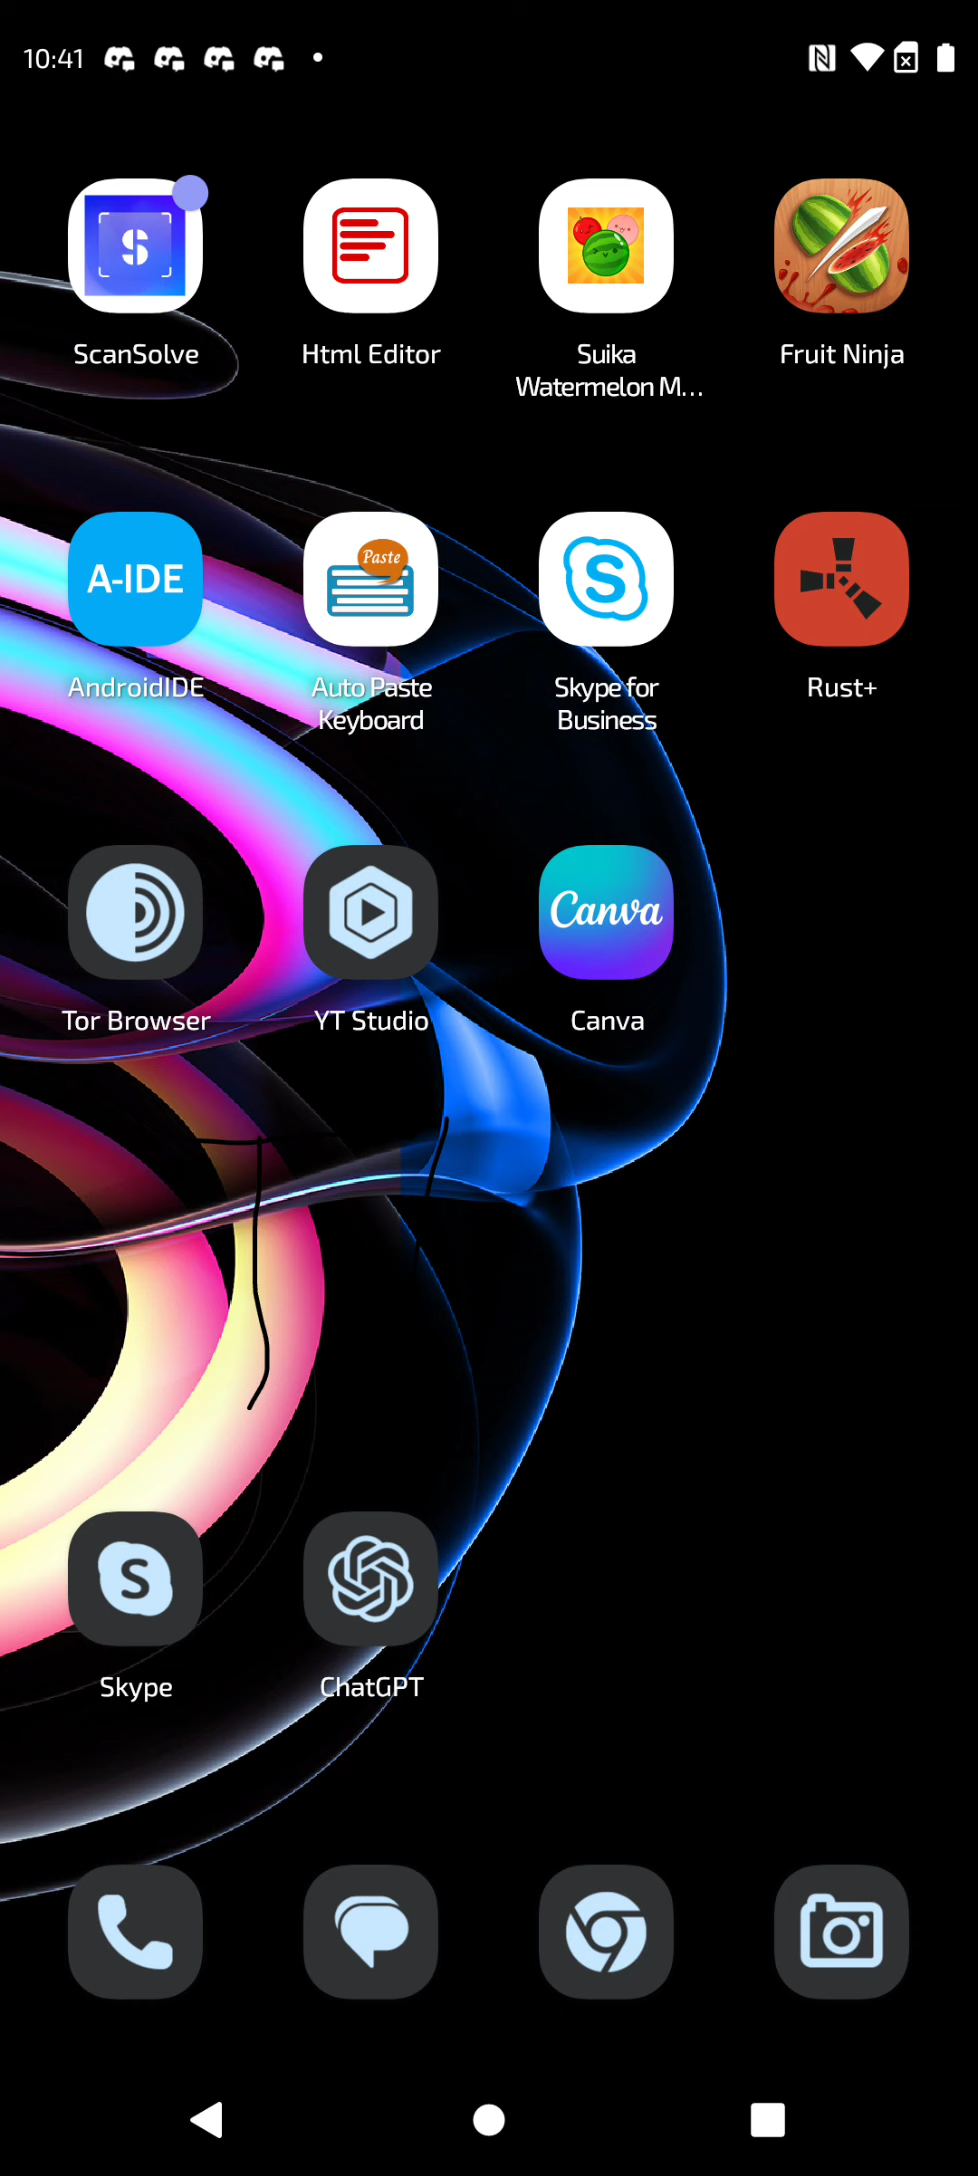 10:41
S
ScanSolve
Html Editor
Suika
Watermelon M...
Fruit Ninja
A-IDE
AndroidIDE
Paste
Auto Paste
Keyboard
S
Skype for
Business
Rust+
Tor Browser
YT Studio
Canva
Canva
S
Skype
ChatGPT